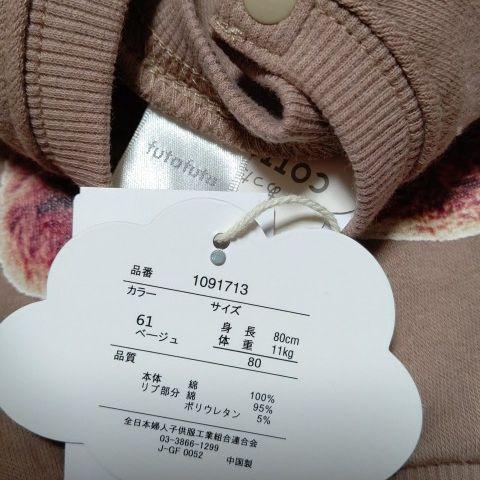 futafuta
COTT
品番 1091713
カラー サイズ
61 身長 80cm
ベージュ 体重 11kg
80
品質
本体 綿 100%
リブ部分 綿 95%
ポリウレタン 5%
全日本婦人子供服工業組合連合会
03-3866-1299
J-GF 0052 中国製